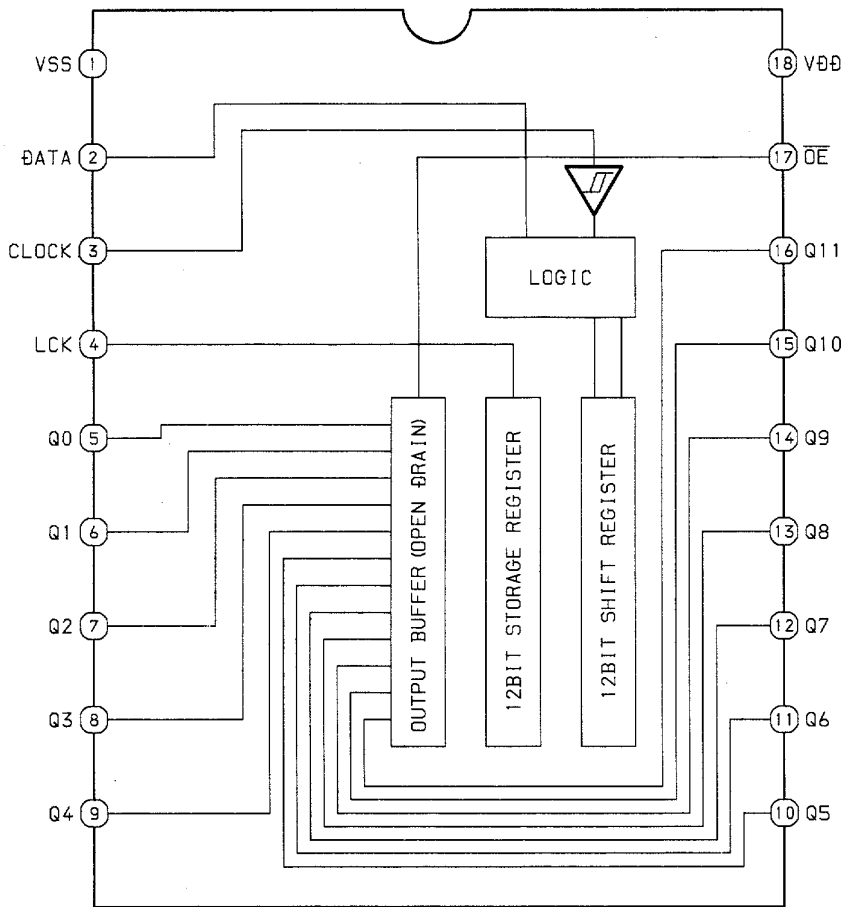 VSS 1
18 VDD
DATA 2
17 OE
CLOCK 3
16 Q11
LOGIC
LCK 4
15 Q10
Q0 5
14 Q9
Q1 6
13 Q8
Q2 7
12 Q7
Q3 8
11 Q6
Q4 9
10 Q5
OUTPUT BUFFER (OPEN DRAIN)
12BIT STORAGE REGISTER
12BIT SHIFT REGISTER